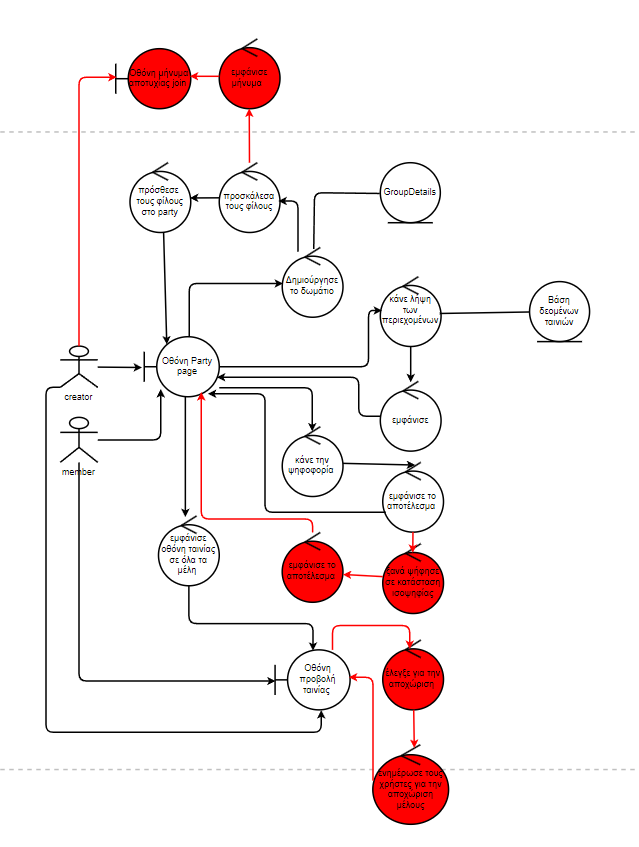 Οθόνη μήνυμα
αποτυχίας join
εμφάνισε
μήνυμα
πρόσθεσε
τους φίλους
στο party
προσκάλεσα
τους φίλους
GroupDetails
Δημιούργησε
το δωμάτιο
κάνε λήψη
των
περιεχομένων
Βάση
δεομένων
ταινιών
Οθόνη Party
page
creator
εμφάνισε
member
κάνε την
ψηφοφορία
εμφάνισε το
αποτέλεσμα
εμφάνισε
οθόνη ταινίας
σε όλα τα
μέλη
εμφάνισε το
αποτέλεσμα
ξανά ψήφησε
σε κατάσταση
ισοψηφίας
Οθόνη
προβολή
ταινίας
έλεγξε για την
αποχώριση
ενημέρωσε τους
χρήστες για την
αποχώριση
μέλους